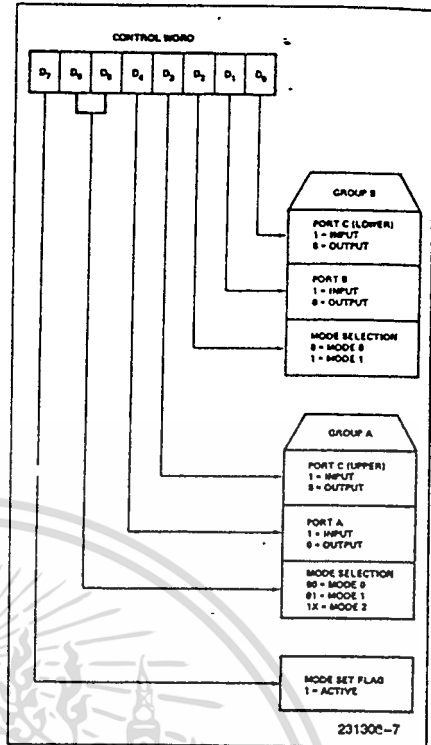 CONTROL WORD
D7 D6 D5 D4 D3 D2 D1 D0
GROUP B
PORT C (LOWER)
1 = INPUT
0 = OUTPUT
PORT B
1 = INPUT
0 = OUTPUT
MODE SELECTION
0 = MODE 0
1 = MODE 1
GROUP A
PORT C (UPPER)
1 = INPUT
0 = OUTPUT
PORT A
1 = INPUT
0 = OUTPUT
MODE SELECTION
00 = MODE 0
01 = MODE 1
1X = MODE 2
MODE SET FLAG
1 = ACTIVE
231308-7